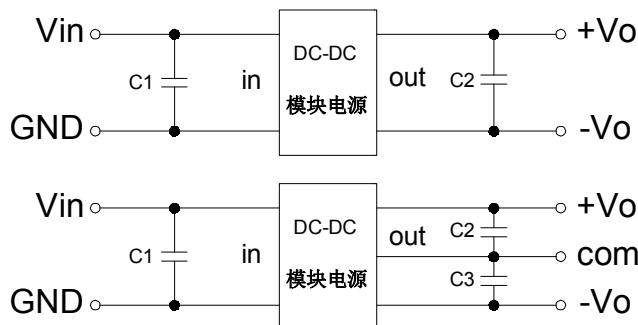 Vin
+Vo
DC-DC
C1
in
out
C2
模块电源
GND
-Vo
Vin
+Vo
DC-DC
C2
out
C1
in
com
模块电源
C3
GND
-Vo